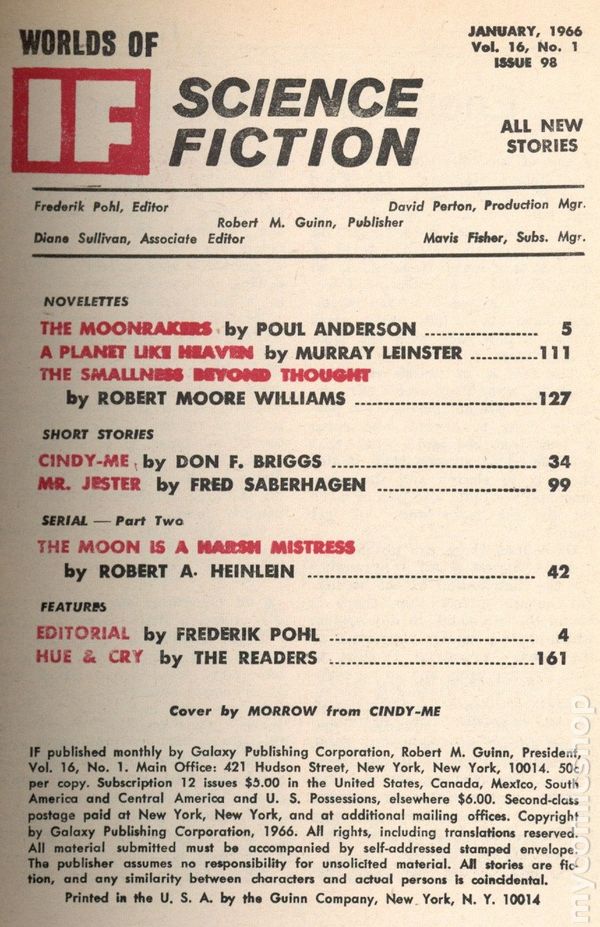 WORLDS OF
IF
SCIENCE
FICTION
JANUARY, 1966
Vol. 16, No. 1
ISSUE 98
ALL NEW
STORIES
Frederik Pohl, Editor
David Perton, Production Mgr.
Robert M. Guinn, Publisher
Diane Sullivan, Associate Editor
Mavis Fisher, Subs. Mgr.
NOVELETTES
THE MOONRAKERS by POUL ANDERSON ..................... 5
A PLANET LIKE HEAVEN by MURRAY LEINSTER ............111
THE SMALLNESS BEYOND THOUGHT
by ROBERT MOORE WILLIAMS .................................127
SHORT STORIES
CINDY-ME by DON F. BRIGGS ...................................... 34
MR. JESTER by FRED SABERHAGEN ............................ 99
SERIAL — Part Two
THE MOON IS A HARSH MISTRESS
by ROBERT A. HEINLEIN .......................................... 42
FEATURES
EDITORIAL by FREDERIK POHL ...................................... 4
HUE & CRY by THE READERS ......................................161
Cover by MORROW from CINDY-ME
IF published monthly by Galaxy Publishing Corporation, Robert M. Guinn, President,
Vol. 16, No. 1. Main Office: 421 Hudson Street, New York, New York, 10014. 50¢
per copy. Subscription 12 issues $5.00 in the United States, Canada, Mexico, South
America and Central America and U. S. Possessions, elsewhere $6.00. Second-class
postage paid at New York, New York, and at additional mailing offices. Copyright
by Galaxy Publishing Corporation, 1966. All rights, including translations reserved.
All material submitted must be accompanied by self-addressed stamped envelope.
The publisher assumes no responsibility for unsolicited material. All stories are fic-
tion, and any similarity between characters and actual persons is coincidental.
Printed in the U. S. A. by the Guinn Company, New York, N. Y. 10014
mycomicshop